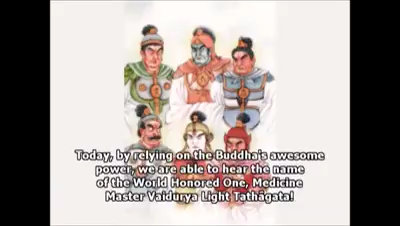 Today, by relying on the Buddha's awesome
power, we are able to hear the name
of the World Honored One, Medicine
Master Vaidurya Light Tathāgata!